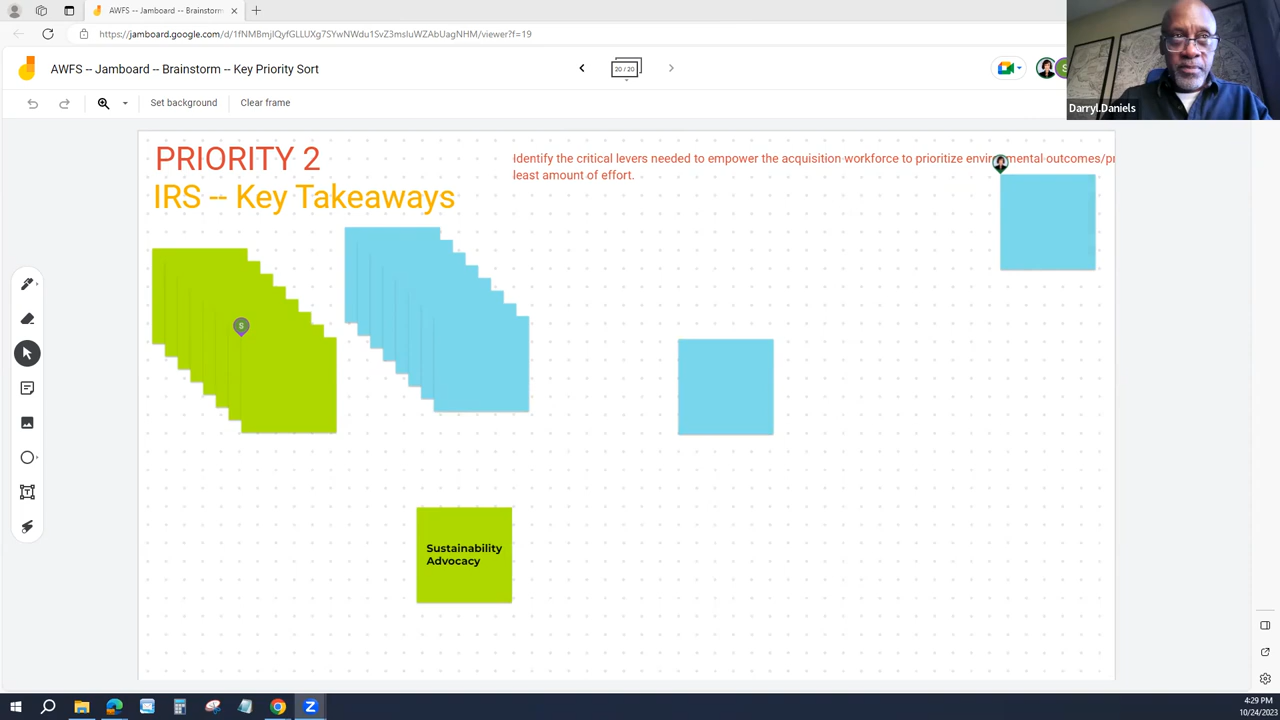 AWFS -- Jamboard -- Brainstorm
https://jamboard.google.com/d/1fNMBmjlQyfGLLUXg7SYwNWdu1SvZ3msIuWZAbUagNHM/viewer?f=19
AWFS -- Jamboard -- Brainstorm -- Key Priority Sort
20 / 20
Set background
Clear frame
Darryl.Daniels
PRIORITY 2
Identify the critical levers needed to empower the acquisition workforce to prioritize outcomes/pr
least amount of effort.
IRS -- Key Takeaways
S
S
Sustainability
Advocacy
4:29 PM
10/24/2023